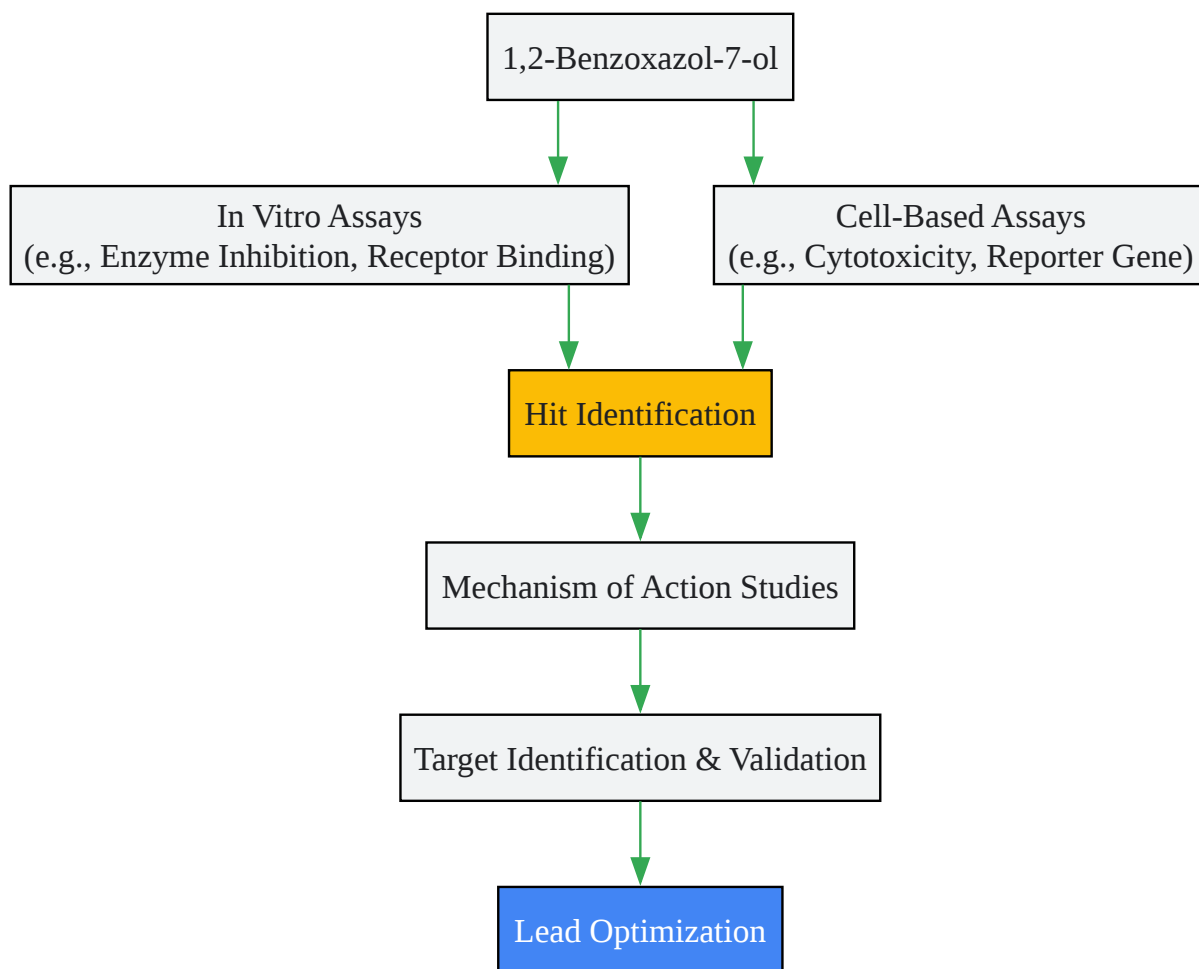 1,2-Benzoxazol-7-ol
In Vitro Assays
(e.g., Enzyme Inhibition, Receptor Binding)
Cell-Based Assays
(e.g., Cytotoxicity, Reporter Gene)
Hit Identification
Mechanism of Action Studies
Target Identification & Validation
Lead Optimization